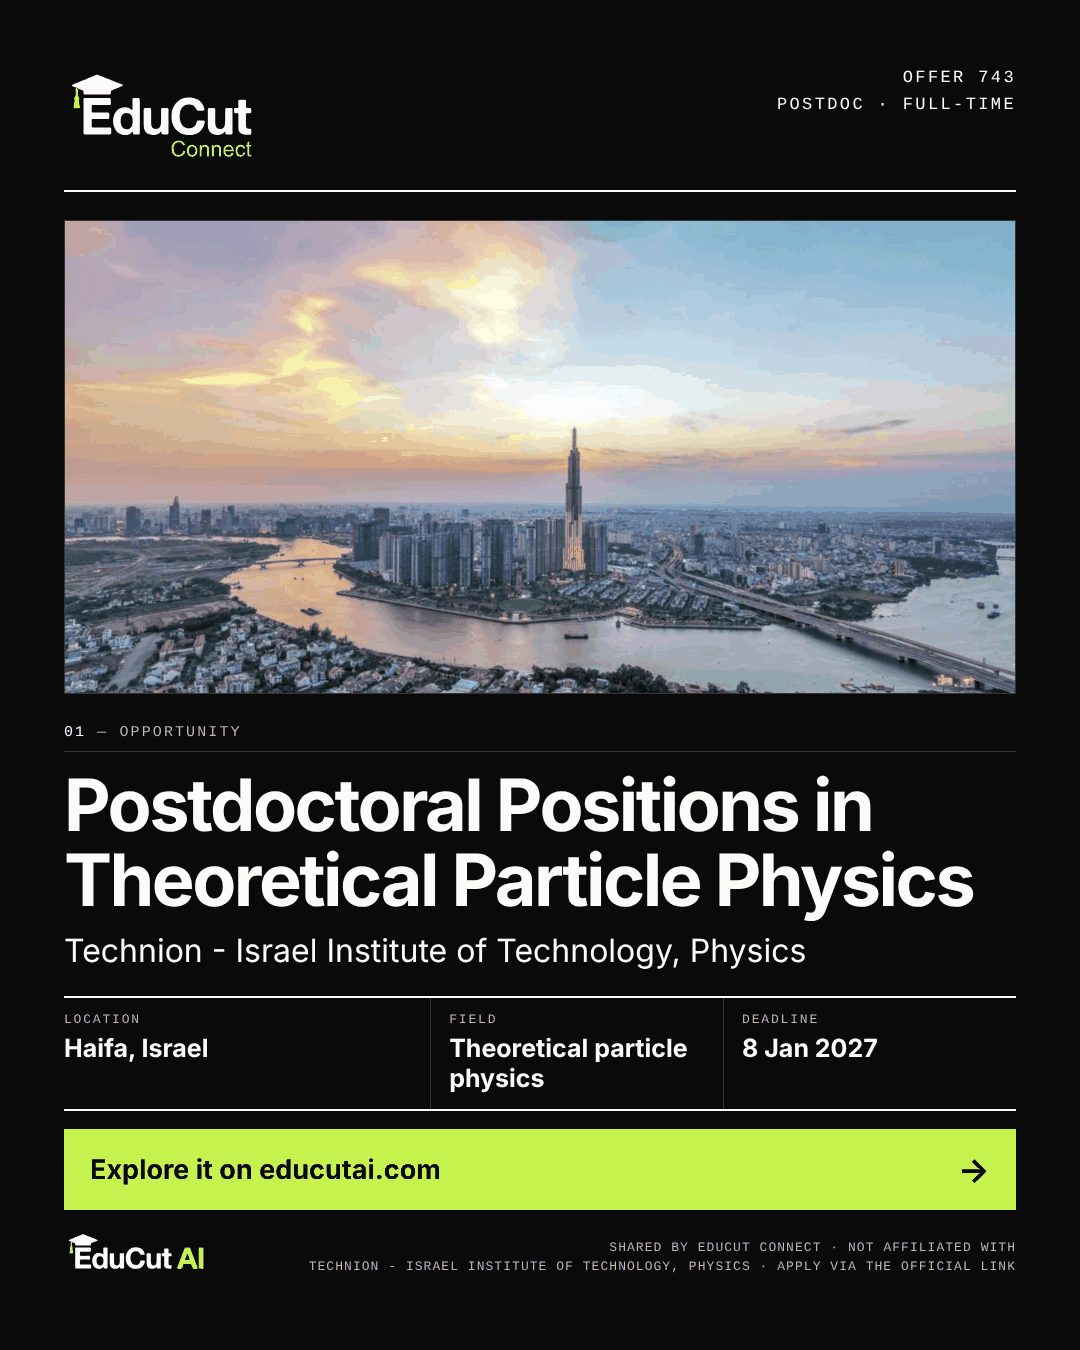 EduCut
Connect
OFFER 743
POSTDOC · FULL-TIME
01 — OPPORTUNITY
Postdoctoral Positions in
Theoretical Particle Physics
Technion - Israel Institute of Technology, Physics
LOCATION
Haifa, Israel
FIELD
Theoretical particle
physics
DEADLINE
8 Jan 2027
Explore it on educutai.com →
EduCut AI
SHARED BY EDUCUT CONNECT · NOT AFFILIATED WITH
TECHNION - ISRAEL INSTITUTE OF TECHNOLOGY, PHYSICS · APPLY VIA THE OFFICIAL LINK